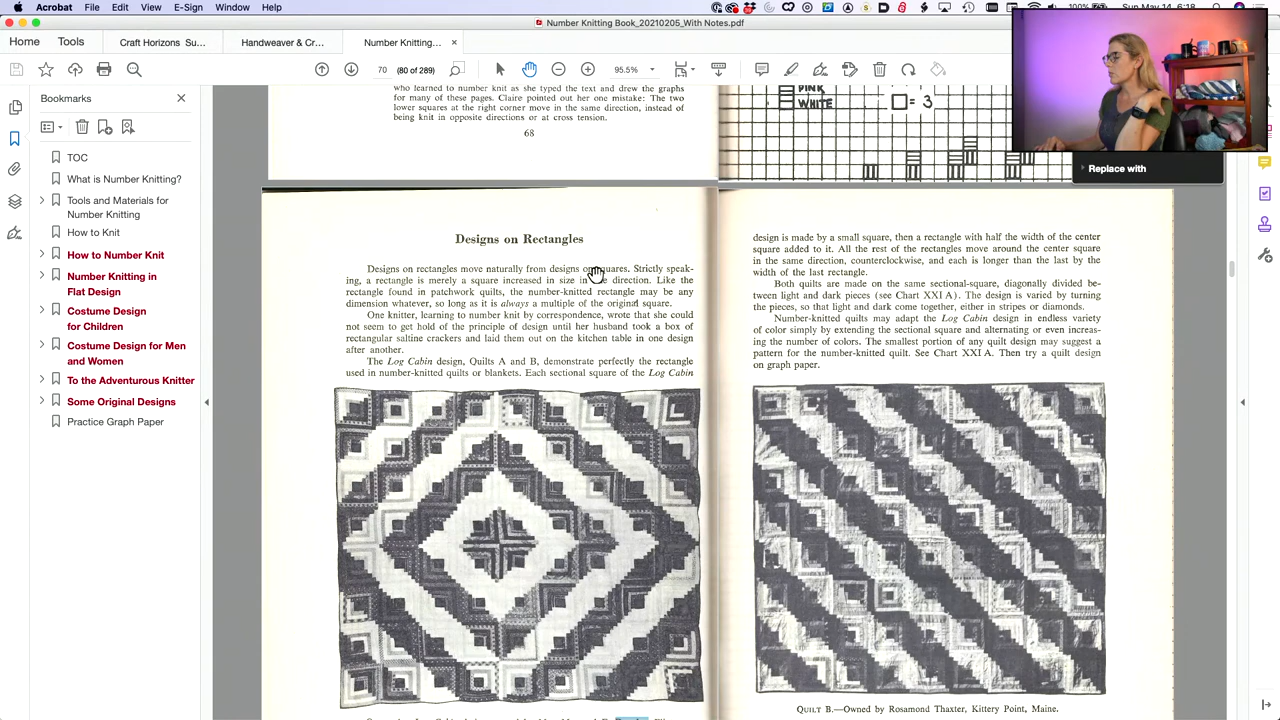 Acrobat File Edit View E-Sign Window Help
100% Sun May 14 6:18
Number Knitting Book_20210205_With Notes.pdf
Home Tools Craft Horizons Su... Handweaver & Cr... Number Knitting... ×
70 (80 of 289) 95.5%
Bookmarks
TOC
What is Number Knitting?
Tools and Materials for
Number Knitting
How to Knit
How to Number Knit
Number Knitting in
Flat Design
Costume Design
for Children
Costume Design for Men
and Women
To the Adventurous Knitter
Some Original Designs
Practice Graph Paper
who learned to number knit as she typed the text and drew the graphs
for many of these pages. Claire pointed out her one mistake: The two
lower squares at the right corner move in the same direction, instead of
being knit in opposite directions or at cross tension.
68
PINK
WHITE
= 3
Replace with
Designs on Rectangles
Designs on rectangles move naturally from designs on squares. Strictly speak-
ing, a rectangle is merely a square increased in size in one direction. Like the
rectangle found in patchwork quilts, the number-knitted rectangle may be any
dimension whatever, so long as it is always a multiple of the original square.
One knitter, learning to number knit by correspondence, wrote that she could
not seem to get hold of the principle of design until her husband took a box of
rectangular saltine crackers and laid them out on the kitchen table in one design
after another.
The Log Cabin design, Quilts A and B, demonstrate perfectly the rectangle
used in number-knitted quilts or blankets. Each sectional square of the Log Cabin
design is made by a small square, then a rectangle with half the width of the center
square added to it. All the rest of the rectangles move around the center square
in the same direction, counterclockwise, and each is longer than the last by the
width of the last rectangle.
Both quilts are made on the same sectional-square, diagonally divided be-
tween light and dark pieces (see Chart XXI A). The design is varied by turning
the pieces, so that light and dark come together, either in stripes or diamonds.
Number-knitted quilts may adapt the Log Cabin design in endless variety
of color simply by extending the sectional square and alternating or even increas-
ing the number of colors. The smallest portion of any quilt design may suggest a
pattern for the number-knitted quilt. See Chart XXI A. Then try a quilt design
on graph paper.
QUILT B.—Owned by Rosamond Thaxter, Kittery Point, Maine.